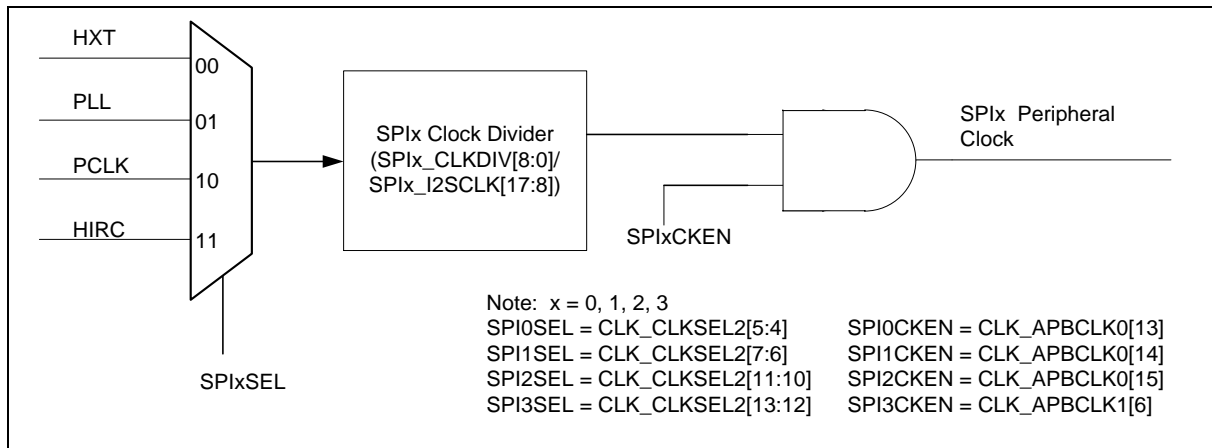 HXT
00
PLL
01
PCLK
10
HIRC
11
SPIxSEL
SPIx Clock Divider
(SPIx_CLKDIV[8:0]/
SPIx_I2SCLK[17:8])
SPIxCKEN
SPIx Peripheral
Clock
Note: x = 0, 1, 2, 3
SPI0SEL = CLK_CLKSEL2[5:4] SPI0CKEN = CLK_APBCLK0[13]
SPI1SEL = CLK_CLKSEL2[7:6] SPI1CKEN = CLK_APBCLK0[14]
SPI2SEL = CLK_CLKSEL2[11:10] SPI2CKEN = CLK_APBCLK0[15]
SPI3SEL = CLK_CLKSEL2[13:12] SPI3CKEN = CLK_APBCLK1[6]